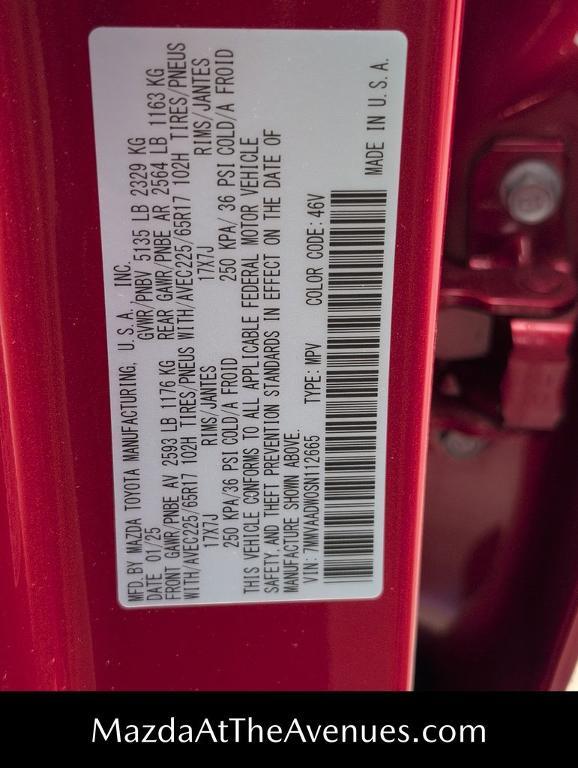 MFD.BY MAZDA TOYOTA MANUFACTURING, U.S.A., INC.
DATE 01/25 GVWR/PNBV 5135 LB 2329 KG
FRONT GAWR/PNBE AV 2593 LB 1176 KG REAR GAWR/PNBE AR 2564 LB 1163 KG
WITH/AVEC225/65R17 102H TIRES/PNEUS WITH/AVEC225/65R17 102H TIRES/PNEUS
17X7J RIMS/JANTES 17X7J RIMS/JANTES
250 KPA/36 PSI COLD/A FROID 250 KPA/ 36 PSI COLD/A FROID
THIS VEHICLE CONFORMS TO ALL APPLICABLE FEDERAL MOTOR VEHICLE
SAFETY, AND THEFT PREVENTION STANDARDS IN EFFECT ON THE DATE OF
MANUFACTURE SHOWN ABOVE.
VIN: 7MMVAADW0SN112665 TYPE: MPV COLOR CODE: 46V
MADE IN U.S.A.
MazdaAtTheAvenues.com